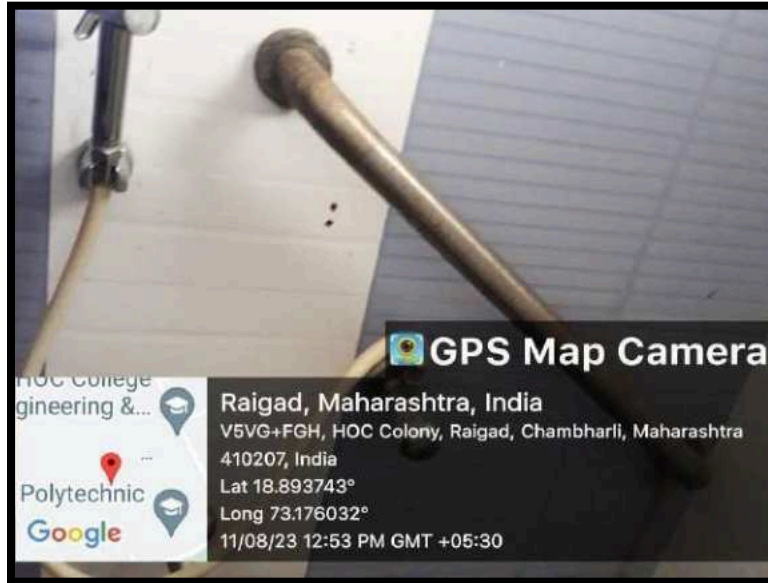 GPS Map Camera
HOC College
gineering &...
Polytechnic
Google
Raigad, Maharashtra, India
V5VG+FGH, HOC Colony, Raigad, Chambharli, Maharashtra
410207, India
Lat 18.893743°
Long 73.176032°
11/08/23 12:53 PM GMT +05:30